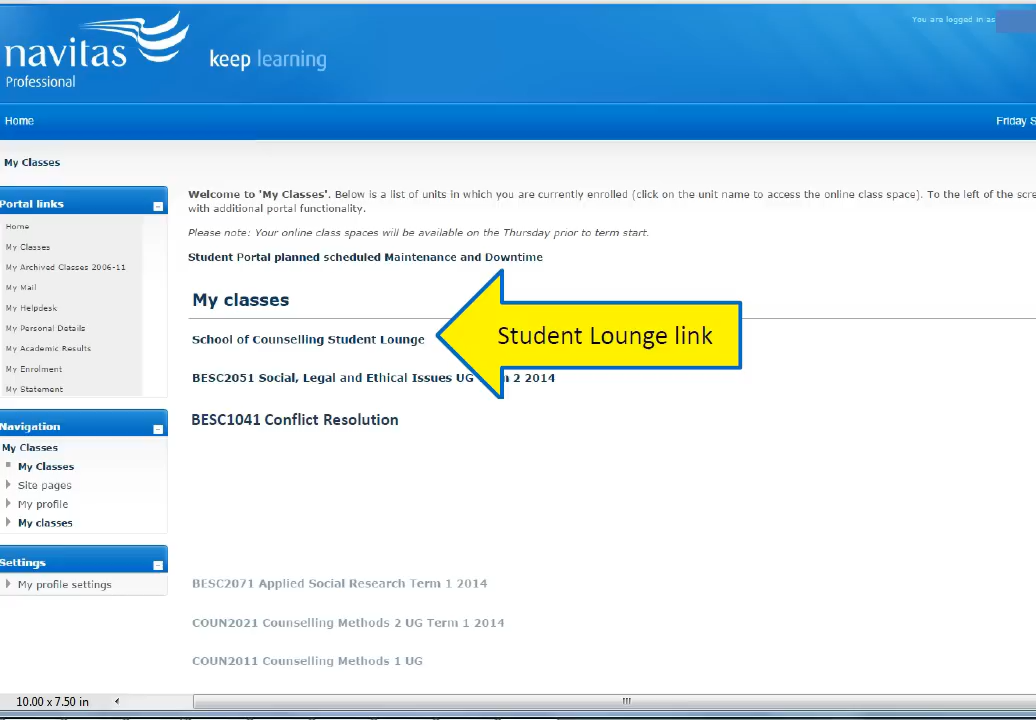 You are logged in as
navitas
Professional
keep learning
Home
Friday S
My Classes
Portal links
Home
My Classes
My Archived Classes 2006-11
My Mail
My Helpdesk
My Personal Details
My Academic Results
My Enrolment
My Statement
Navigation
My Classes
My Classes
Site pages
My profile
My classes
Settings
My profile settings
Welcome to 'My Classes'. Below is a list of units in which you are currently enrolled (click on the unit name to access the online class space). To the left of the scre
with additional portal functionality.
Please note: Your online class spaces will be available on the Thursday prior to term start.
Student Portal planned scheduled Maintenance and Downtime
My classes
School of Counselling Student Lounge
Student Lounge link
BESC2051 Social, Legal and Ethical Issues UG 2 2014
BESC1041 Conflict Resolution
BESC2071 Applied Social Research Term 1 2014
COUN2021 Counselling Methods 2 UG Term 1 2014
COUN2011 Counselling Methods 1 UG
10.00 x 7.50 in